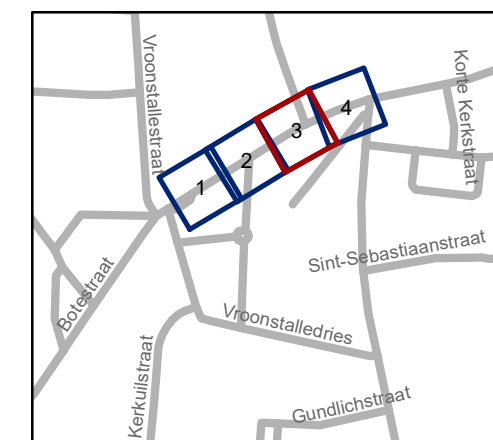 Vroonstallestraat
Korte Kerkstraat
4
3
2
1
Sint-Sebastiaanstraat
Botestraat
Vroonstalledries
Kerkuilstraat
Gundlichstraat